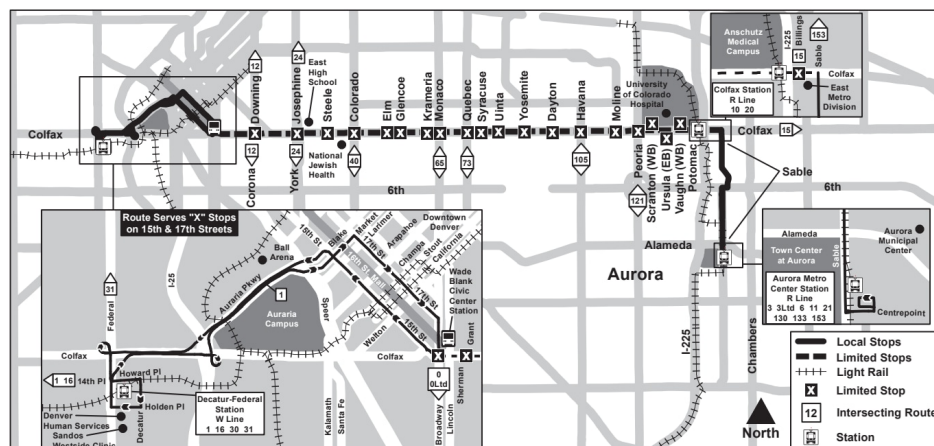 Colfax
12
Downing
Corona
12
24
Josephine
York
24
East
High
School
Steele
National
Jewish
Health
Colorado
40
Elm
Glencoe
Krameria
Monaco
65
Quebec
73
Syracuse
Uinta
Yosemite
Dayton
Havana
105
Moline
University
of Colorado
Hospital
Peoria
121
Scranton (WB)
Ursula (EB)
Vaughn (WB)
Potomac
Colfax
15
Sable
6th
6th
Alameda
Aurora
I-225
Chambers
Anschutz
Medical
Campus
I-225
15
Billings
153
Sable
Colfax
Colfax Station
R Line
10 20
East Metro
Division
Alameda
Town Center
at Aurora
Sable
Aurora
Municipal
Center
Aurora Metro
Center Station
R Line
3 3Ltd 6 11 21
130 133 153
Centrepoint
Route Serves "X" Stops
on 15th & 17th Streets
31
Federal
I-25
Ball
Arena
Auraria Pkwy
1
Auraria
Campus
Speer
15th St
Blake
Market
Larimer
17th St
16th St
Arapahoe
Champa
Stout
California
Downtown
Denver
Wade
Blank
Civic
Center
Station
17th St
15th St
Welton
Grant
Colfax
Colfax
1 16
14th Pl
Howard Pl
Holden Pl
Decatur
Decatur-Federal
Station
W Line
1 16 30 31
Denver
Human Services
Sandos
Westside Clinic
Kalamath
Santa Fe
0
0Ltd
Broadway
Lincoln
Sherman
North
Local Stops
Limited Stops
Light Rail
X Limited Stop
12 Intersecting Route
Station